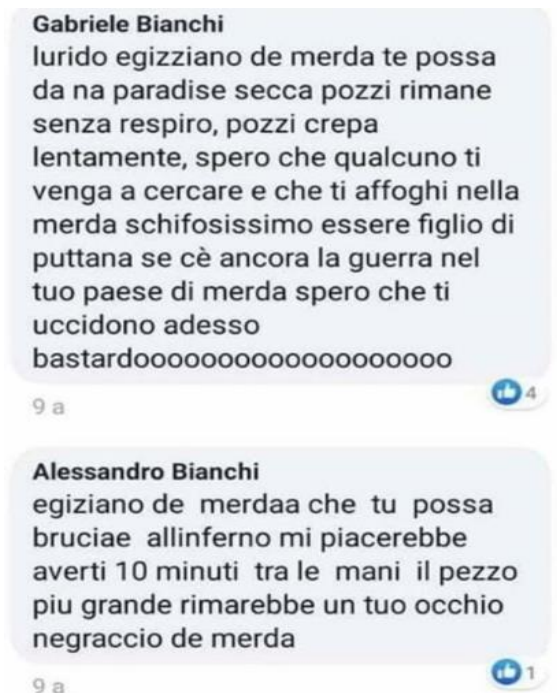 Gabriele Bianchi
lurido egizziano de merda te possa
da na paradise secca pozzi rimane
senza respiro, pozzi crepa
lentamente, spero che qualcuno ti
venga a cercare e che ti affoghi nella
merda schifosissimo essere figlio di
puttana se cè ancora la guerra nel
tuo paese di merda spero che ti
uccidono adesso
bastardooooooooooooooooooo
4
9 a
Alessandro Bianchi
egiziano de merdaa che tu possa
bruciae allinferno mi piacerebbe
averti 10 minuti tra le mani il pezzo
piu grande rimarebbe un tuo occhio
negraccio de merda
1
9 a